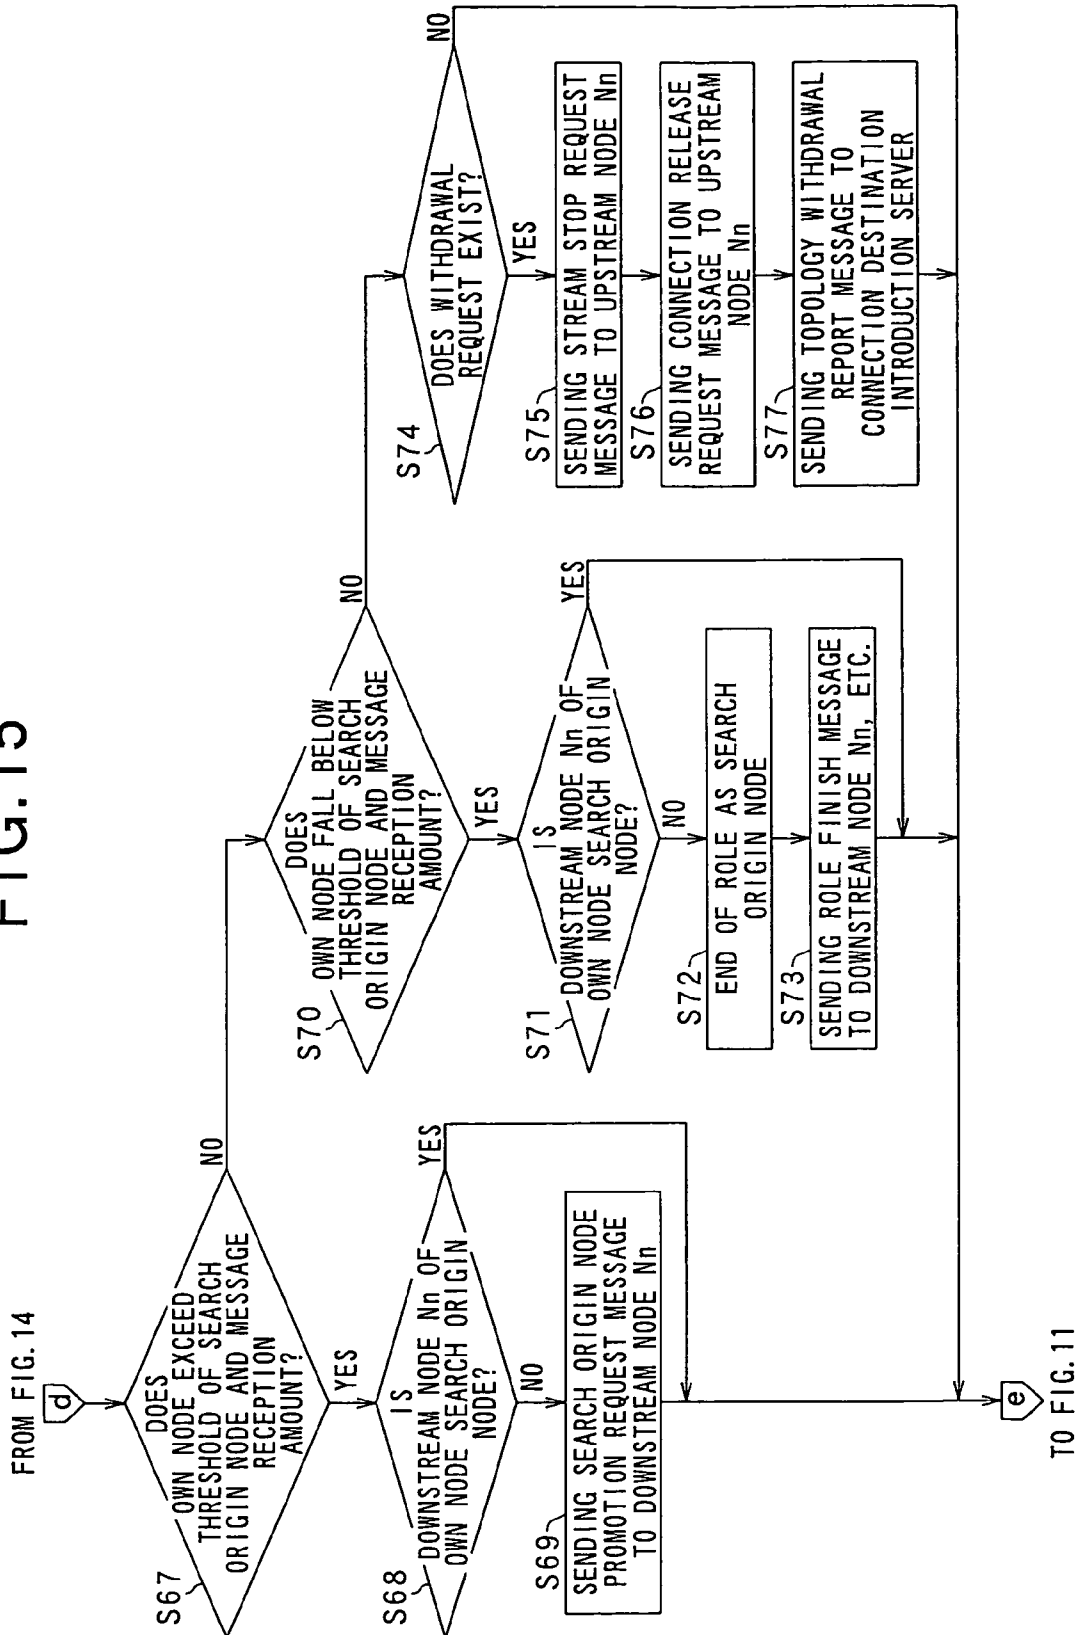 FIG.15
FROM FIG.14
d
S67
DOES
OWN NODE EXCEED
THRESHOLD OF SEARCH
ORIGIN NODE AND MESSAGE
RECEPTION
AMOUNT?
NO
YES
S68
IS
DOWNSTREAM NODE Nn OF
OWN NODE SEARCH ORIGIN
NODE?
YES
NO
S69
SENDING SEARCH ORIGIN NODE
PROMOTION REQUEST MESSAGE
TO DOWNSTREAM NODE Nn
S70
DOES
OWN NODE FALL BELOW
THRESHOLD OF SEARCH
ORIGIN NODE AND MESSAGE
RECEPTION
AMOUNT?
NO
YES
S71
IS
DOWNSTREAM NODE Nn OF
OWN NODE SEARCH ORIGIN
NODE?
YES
NO
S72
END OF ROLE AS SEARCH
ORIGIN NODE
S73
SENDING ROLE FINISH MESSAGE
TO DOWNSTREAM NODE Nn, ETC.
S74
DOES WITHDRAWAL
REQUEST EXIST?
NO
YES
S75
SENDING STREAM STOP REQUEST
MESSAGE TO UPSTREAM NODE Nn
S76
SENDING CONNECTION RELEASE
REQUEST MESSAGE TO UPSTREAM
NODE Nn
S77
SENDING TOPOLOGY WITHDRAWAL
REPORT MESSAGE TO
CONNECTION DESTINATION
INTRODUCTION SERVER
e
TO FIG.11